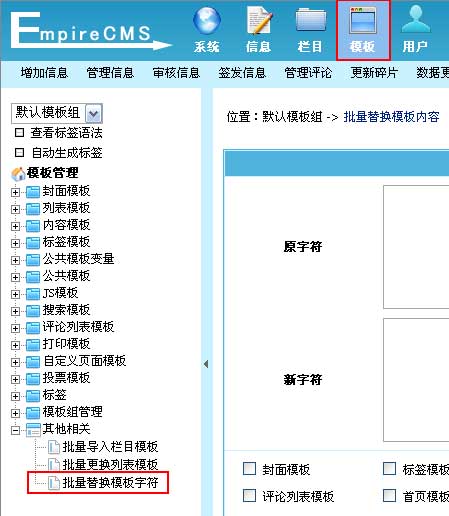 EmpireCMS
系统 信息 栏目 模板 用户
增加信息 管理信息 审核信息 签发信息 管理评论 更新碎片 数据更
默认模板组
查看标签语法
自动生成标签
模板管理
封面模板
列表模板
内容模板
标签模板
公共模板变量
公共模板
JS模板
搜索模板
评论列表模板
打印模板
自定义页面模板
投票模板
标签
模板组管理
其他相关
批量导入栏目模板
批量更换列表模板
批量替换模板字符
位置：默认模板组 -> 批量替换模板内容
原字符
新字符
封面模板 标签模板
评论列表模板 首页模板